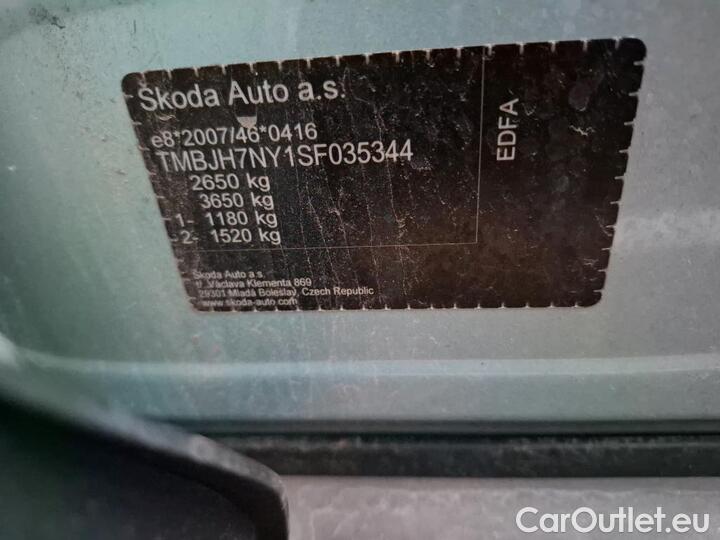 Škoda Auto a.s.
e8*2007/46*0416
TMBJH7NY1SF035344
2650 kg
3650 kg
1- 1180 kg
2- 1520 kg
EDFA
Škoda Auto a.s.
tř. Václava Klementa 869
29301 Mladá Boleslav, Czech Republic
www.skoda-auto.com
CarOutlet.eu